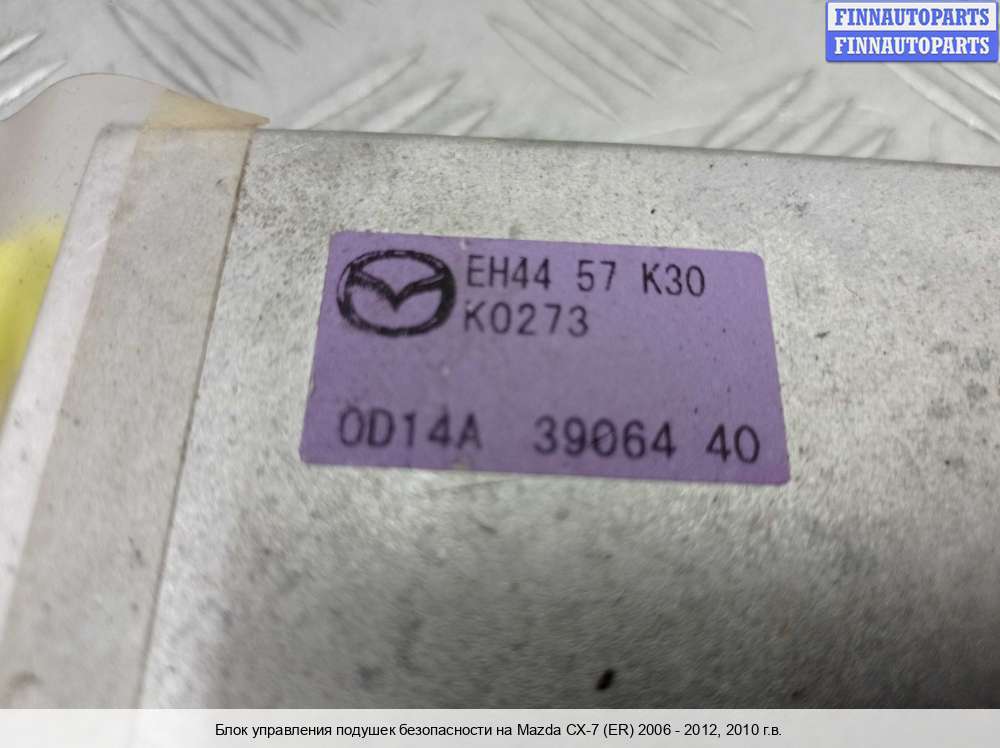 FINNAUTOPARTS
FINNAUTOPARTS
EH44 57 K30
K0273
0D14A 39064 40
Блок управления подушек безопасности на Mazda CX-7 (ER) 2006 - 2012, 2010 г.в.